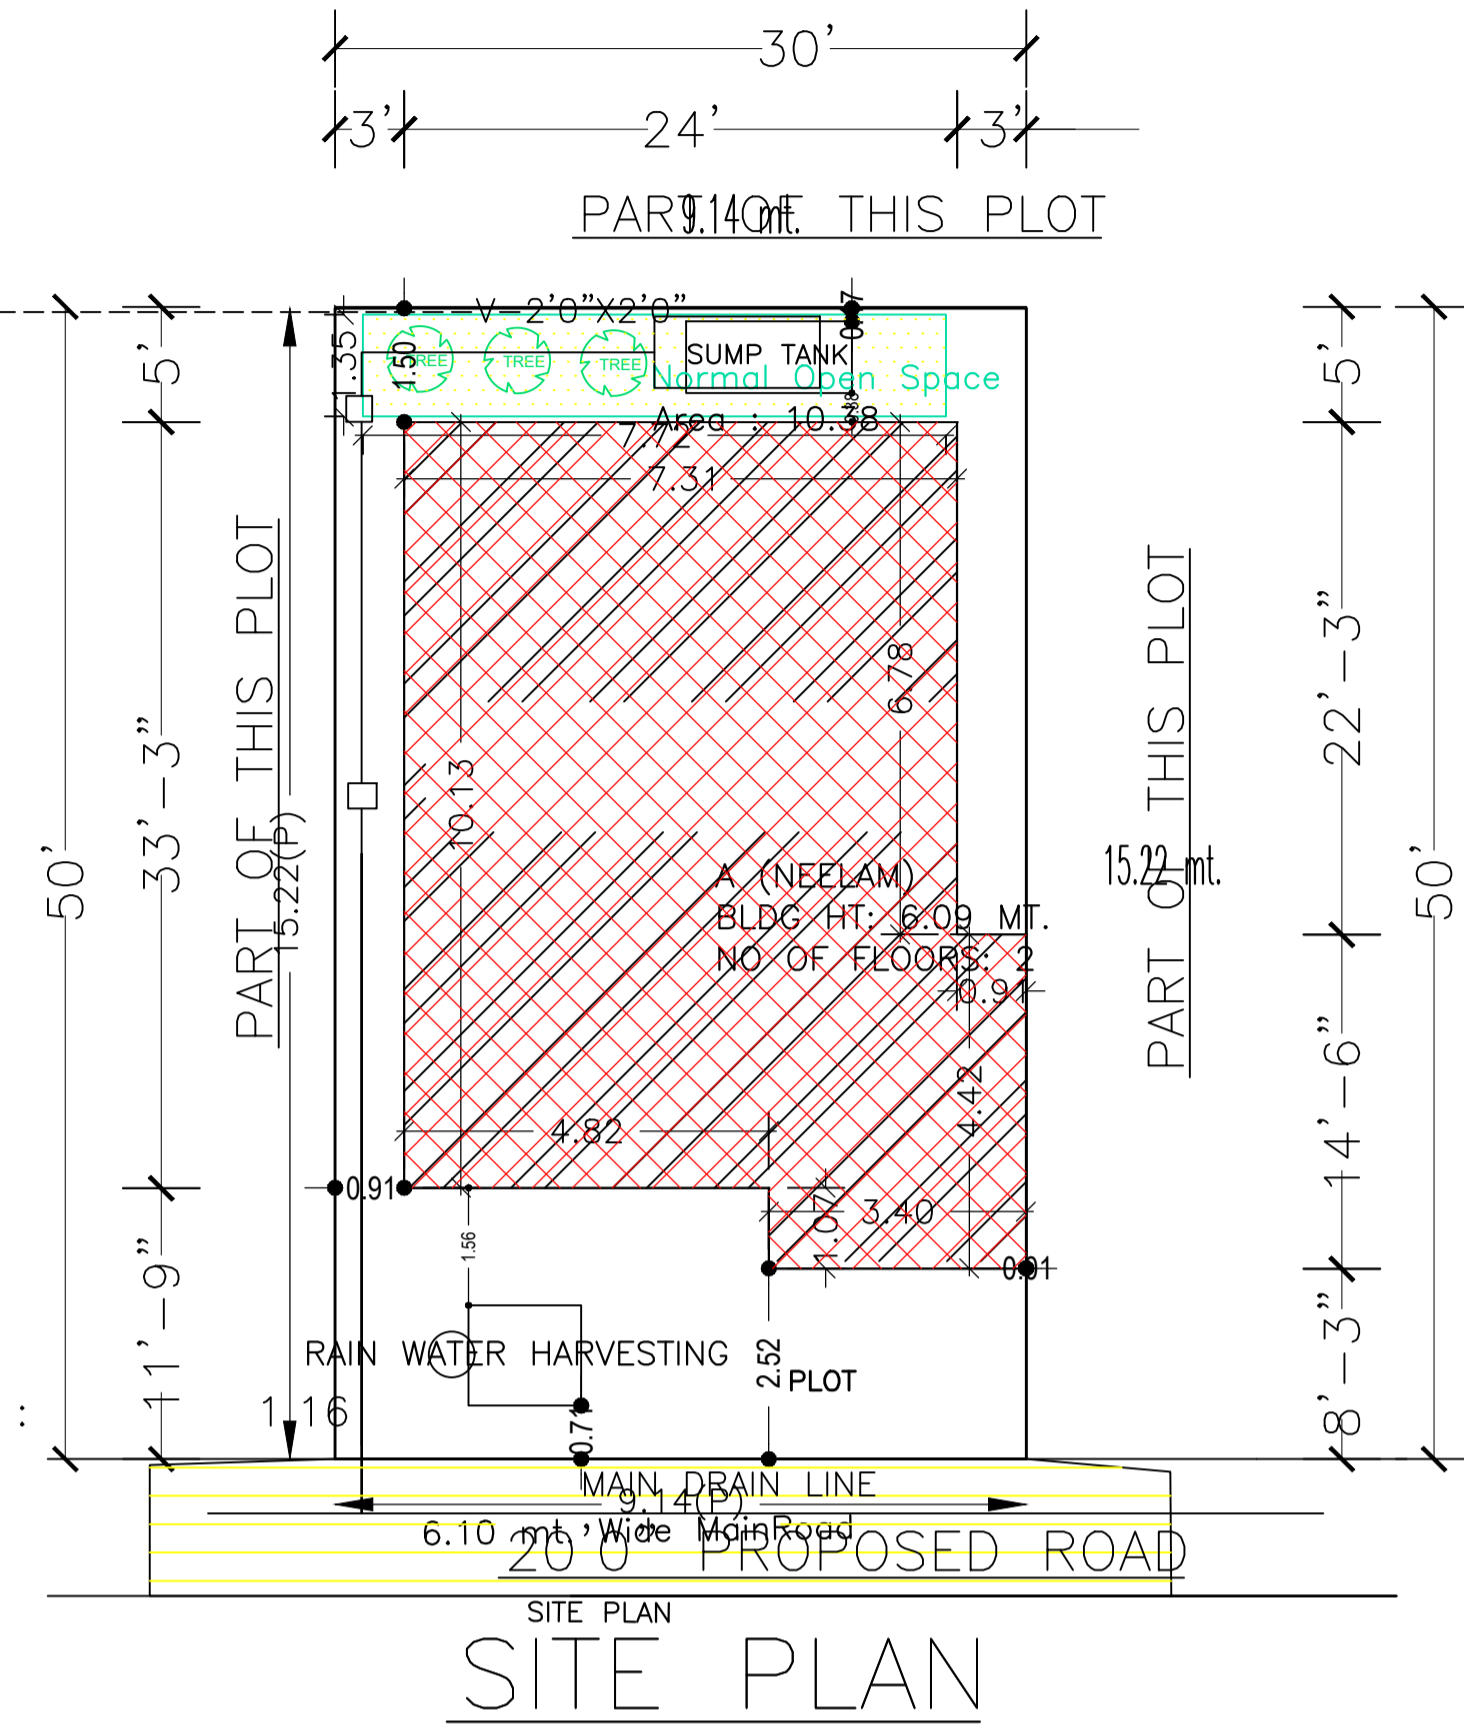 30'
3'
24'
3'
PART OF THIS PLOT
9.14 mt.
V-2'0"X2'0"
SUMP TANK
TREE
TREE
TREE
Normal Open Space
Area : 10.38
1.35
1.50
5'
5'
7.72
7.31
6.78
10.13
PART OF THIS PLOT
15.22(P)
33'-3"
50'
PART OF THIS PLOT
15.22 mt.
22'-3"
50'
A (NEELAM)
BLDG HT: 6.09 MT.
NO OF FLOORS: 2
0.91
14'-6"
4.42
4.82
0.91
1.07
3.40
1.56
11'-9"
8'-3"
RAIN WATER HARVESTING
2.52
PLOT
1.16
0.71
::
MAIN DRAIN LINE
9.14(P)
6.10 mt. Wide MainRoad
20'0" PROPOSED ROAD
SITE PLAN
SITE PLAN